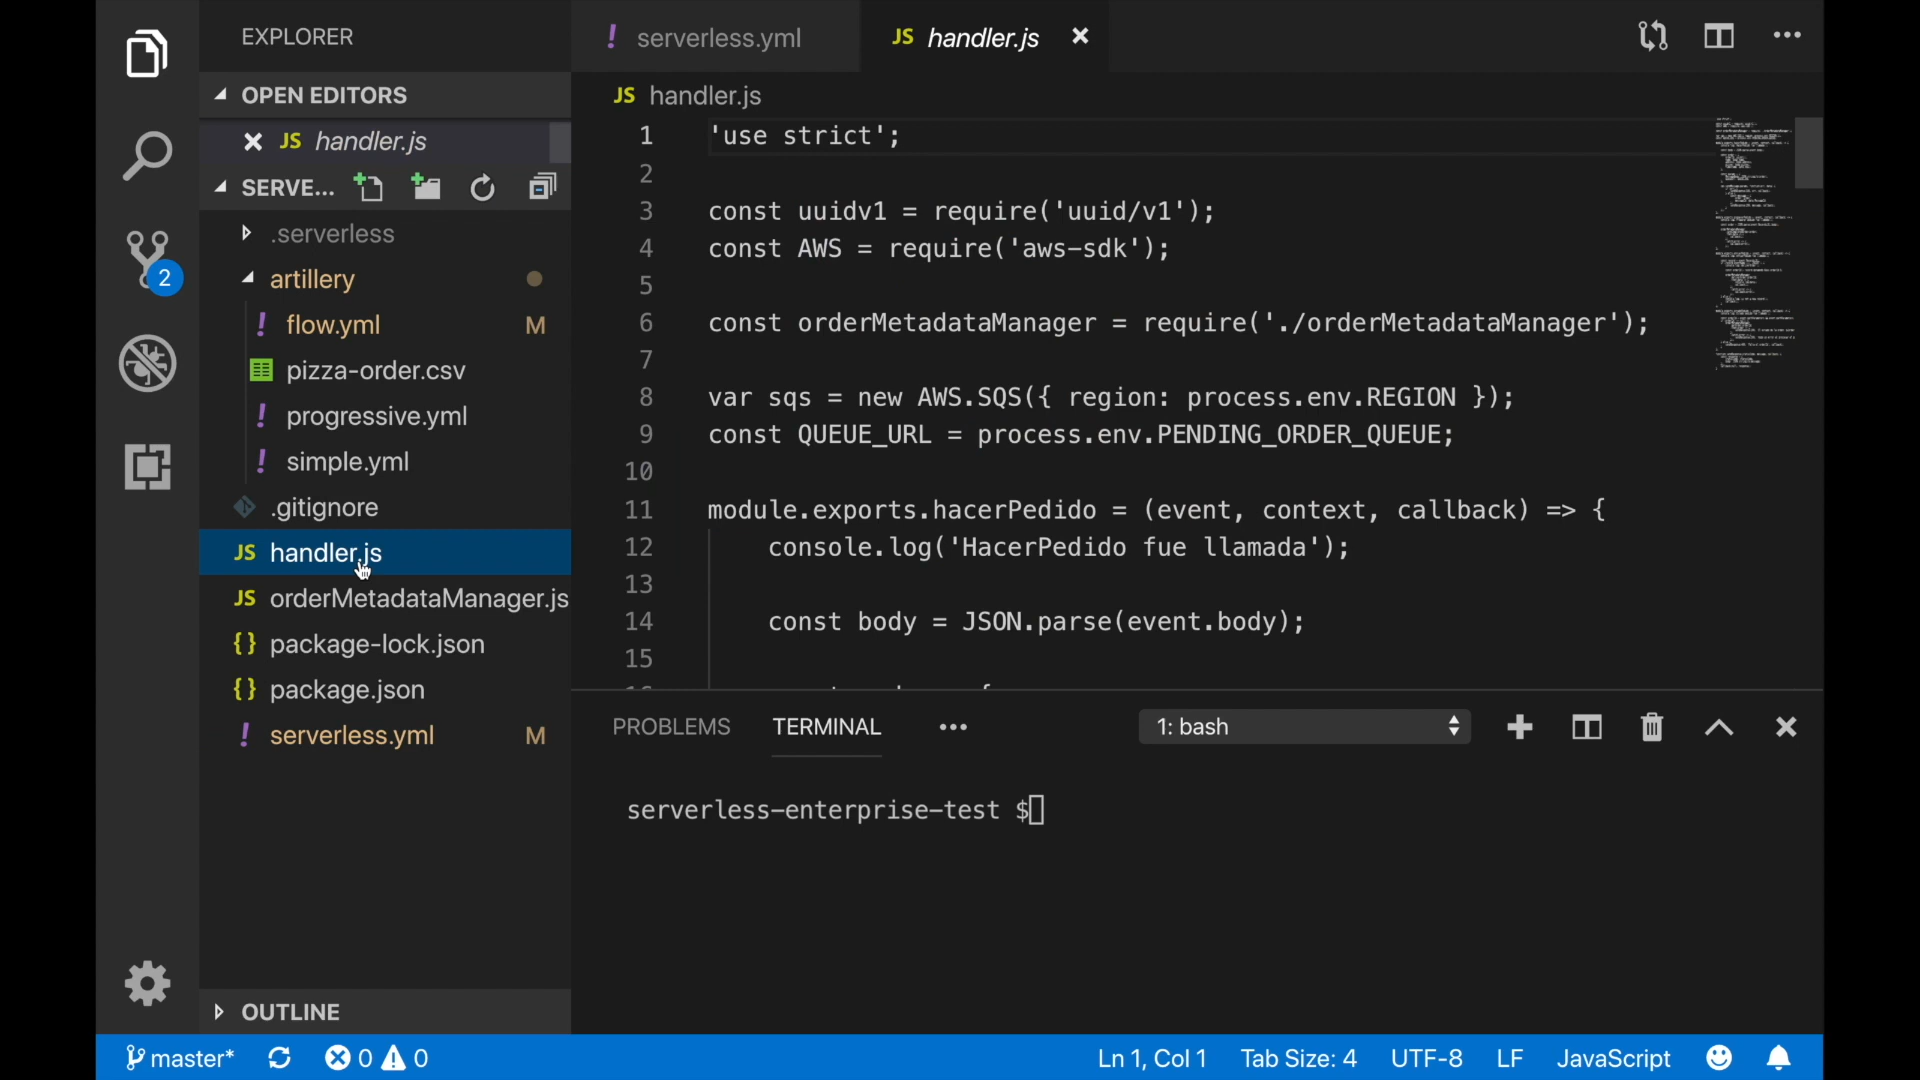 EXPLORER
OPEN EDITORS
JS handler.js
SERVE...
.serverless
artillery
! flow.yml M
pizza-order.csv
! progressive.yml
! simple.yml
.gitignore
JS handler.js
JS orderMetadataManager.js
{} package-lock.json
{} package.json
! serverless.yml M
OUTLINE
2
! serverless.yml
JS handler.js
JS handler.js
1 'use strict';
2
3 const uuidv1 = require('uuid/v1');
4 const AWS = require('aws-sdk');
5
6 const orderMetadataManager = require('./orderMetadataManager');
7
8 var sqs = new AWS.SQS({ region: process.env.REGION });
9 const QUEUE_URL = process.env.PENDING_ORDER_QUEUE;
10
11 module.exports.hacerPedido = (event, context, callback) => {
12 console.log('HacerPedido fue llamada');
13
14 const body = JSON.parse(event.body);
15
PROBLEMS TERMINAL ••• 1: bash
serverless-enterprise-test $
master* 0 0 Ln 1, Col 1 Tab Size: 4 UTF-8 LF JavaScript